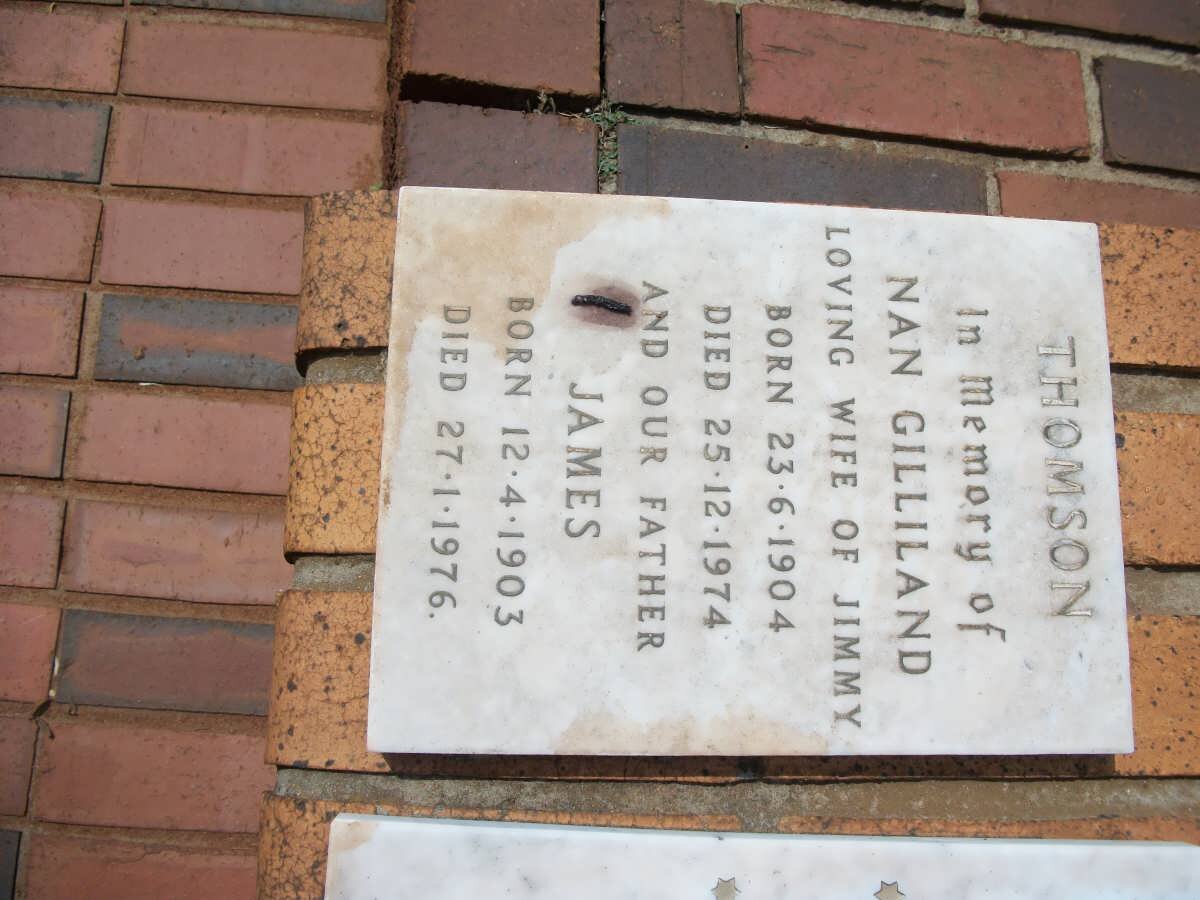 THOMSON
In Memory of
NAN GILLILAND
LOVING WIFE OF JIMMY
BORN 23·6·1904
DIED 25·12·1974
AND OUR FATHER
JAMES
BORN 12·4·1903
DIED 27·1·1976.